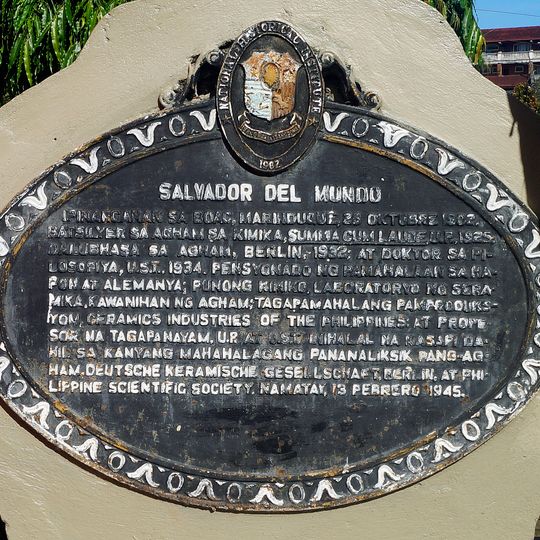 NATIONAL HISTORICAL INSTITUTE
1982
SALVADOR DEL MUNDO
IPINANGANAK SA BOAC, MARINDUQUE, 23 OKTUBRE 1902.
BATSILYER SA AGHAM SA KIMIKA, SUMMA CUM LAUDE, U.P., 1925
DALUBHASA SA AGHAM, BERLIN, 1932; AT DOKTOR SA PI-
LOSOPIYA, U.S.T. 1934. PENSYONADO NG PAMAHALAAN SA HA-
PON AT ALEMANYA; PUNONG KIMIKO, LABORATORYO NG SERA-
MIKA, KAWANIHAN NG AGHAM; TAGAPAMAHALANG PAMPRODUKS-
YON, CERAMICS INDUSTRIES OF THE PHILIPPINES; AT PROPE-
SOR NA TAGAPANAYAM, U.P. AT U.S.T. NIHALAL NA KASAPI DA-
HIL SA KANYANG MAHAHALAGANG PANANALIKSIK PANG-AG-
HAM, DEUTSCHE KERAMISCHE GESELLSCHAFT, BERLIN, AT PHI-
LIPPINE SCIENTIFIC SOCIETY. NAMATAY, 13 PEBRERO 1945.